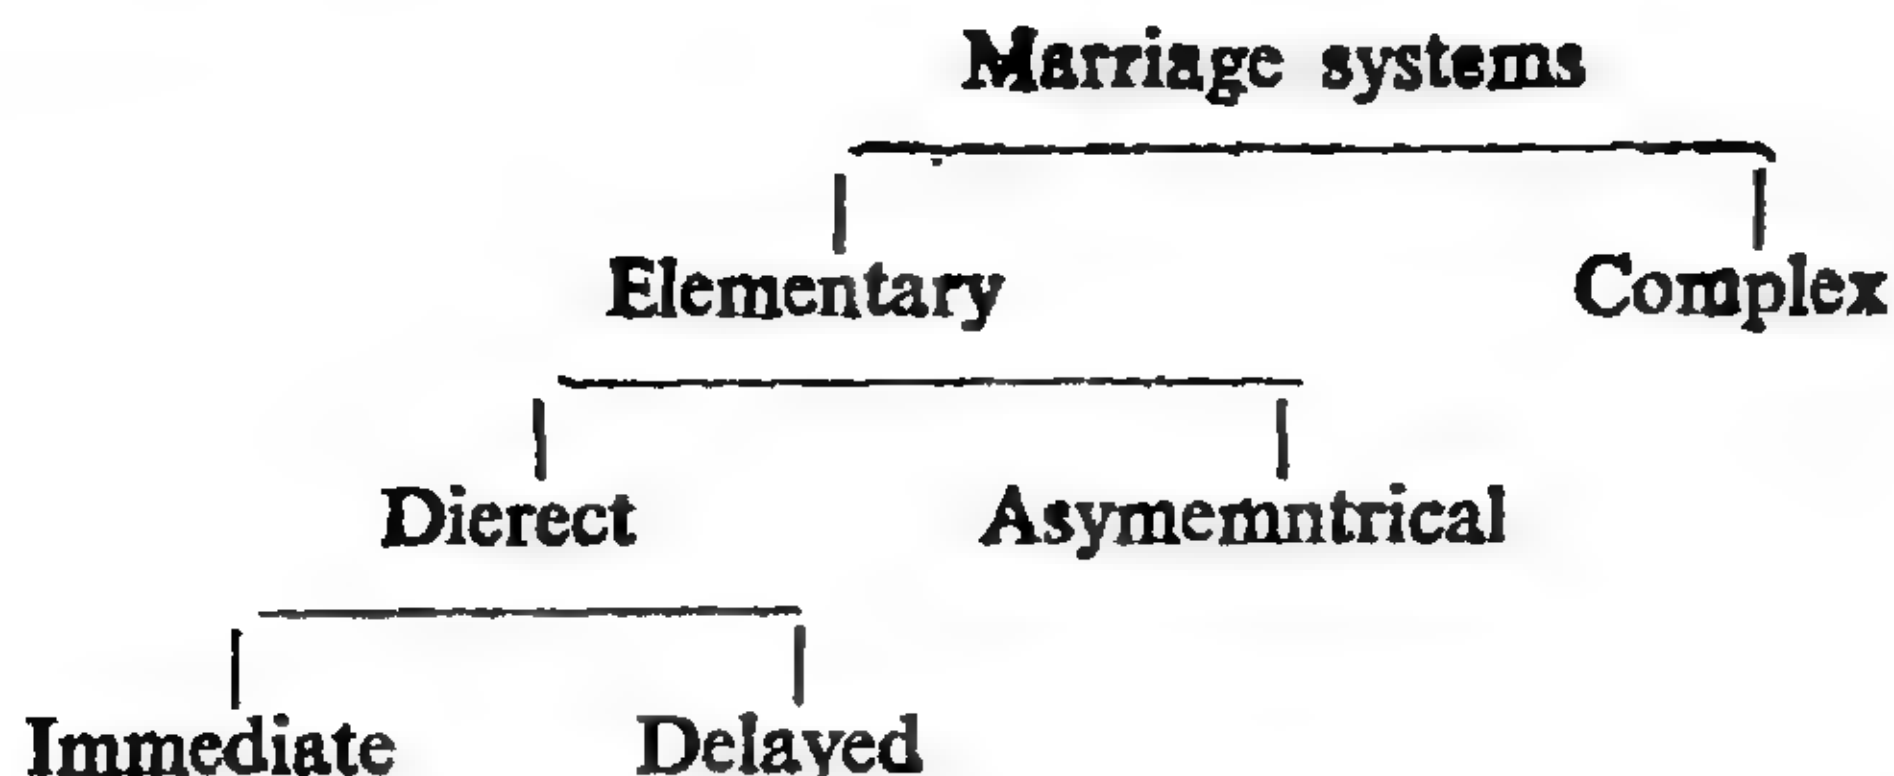 Marriage systems
Elementary Complex
Dierect Asymemntrical
Immediate Delayed